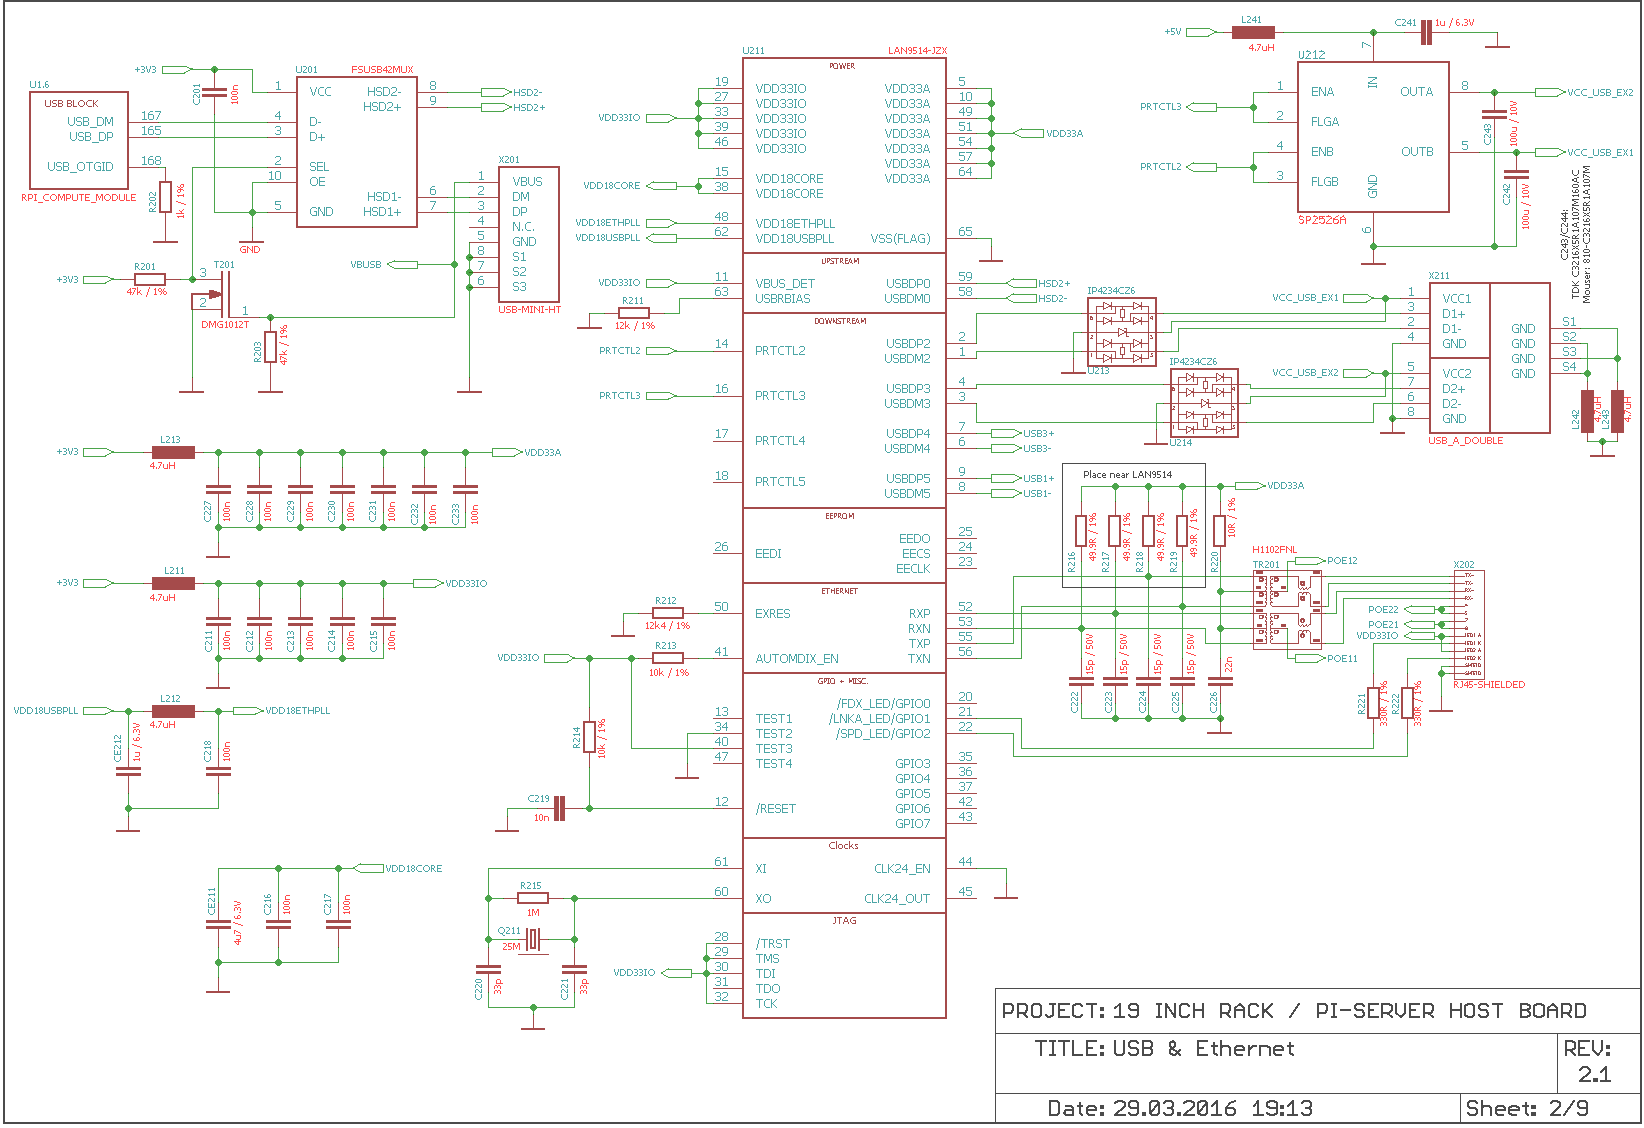 U1.6
USB BLOCK
USB_DM
USB_DP
USB_OTGID
167
165
168
RPI_COMPUTE_MODULE
R202
1k / 1%
+3V3
C201
100n
U201
FSUSB42MUX
1
VCC
4
D-
3
D+
2
SEL
10
OE
5
GND
HSD2-
8
HSD2+
9
HSD1-
6
HSD1+
7
HSD2-
HSD2+
GND
X201
1
VBUS
2
DM
3
DP
4
N.C.
5
GND
8
S1
7
S2
6
S3
USB-MINI-HT
VBUSB
+3V3
R201
47k / 1%
T201
3
2
1
DMG1012T
R203
47k / 1%
+3V3
L213
4.7uH
VDD33A
C227
100n
C228
100n
C229
100n
C230
100n
C231
100n
C232
100n
C233
100n
+3V3
L211
4.7uH
VDD33IO
C211
100n
C212
100n
C213
100n
C214
100n
C215
100n
VDD18USBPLL
L212
4.7uH
VDD18ETHPLL
CE212
1u / 6.3V
C218
100n
VDD18CORE
CE211
4u7 / 6.3V
C216
100n
C217
100n
U211
LAN9514-JZX
POWER
19
VDD33IO
27
VDD33IO
33
VDD33IO
39
VDD33IO
46
VDD33IO
15
VDD18CORE
38
VDD18CORE
48
VDD18ETHPLL
62
VDD18USBPLL
VDD33A
5
VDD33A
10
VDD33A
49
VDD33A
51
VDD33A
54
VDD33A
57
VDD33A
64
VSS(FLAG)
65
VDD33IO
VDD18CORE
VDD18ETHPLL
VDD18USBPLL
VDD33A
UPSTREAM
11
VBUS_DET
63
USBRBIAS
USBDP0
59
USBDM0
58
VDD33IO
R211
12k / 1%
HSD2+
HSD2-
DOWNSTREAM
14
PRTCTL2
16
PRTCTL3
17
PRTCTL4
18
PRTCTL5
USBDP2
2
USBDM2
1
USBDP3
4
USBDM3
3
USBDP4
7
USBDM4
6
USBDP5
9
USBDM5
8
PRTCTL2
PRTCTL3
USB3+
USB3-
USB1+
USB1-
EEPROM
26
EEDI
EEDO
25
EECS
24
EECLK
23
ETHERNET
50
EXRES
41
AUTOMDIX_EN
RXP
52
RXN
53
TXP
55
TXN
56
R212
12k4 / 1%
VDD33IO
R213
10k / 1%
R214
10k / 1%
GPIO + MISC.
13
TEST1
34
TEST2
40
TEST3
47
TEST4
12
/RESET
/FDX_LED/GPIO0
20
/LNKA_LED/GPIO1
21
/SPD_LED/GPIO2
22
GPIO3
35
GPIO4
36
GPIO5
37
GPIO6
42
GPIO7
43
C219
10n
Clocks
61
XI
60
XO
CLK24_EN
44
CLK24_OUT
45
R215
1M
Q211
25M
C220
33p
C221
33p
JTAG
28
/TRST
29
TMS
30
TDI
31
TDO
32
TCK
VDD33IO
+5V
L241
4.7uH
C241
1u / 6.3V
U212
7
IN
1
ENA
2
FLGA
4
ENB
3
FLGB
OUTA
8
OUTB
5
GND
6
SP2526A
PRTCTL3
PRTCTL2
VCC_USB_EX2
VCC_USB_EX1
C243
100u / 10V
C242
100u / 10V
C243/C244:
TDK C3216X5R1A107M160AC
Mouser: 810-C3216X5R1A107M
IP4234CZ6
U213
IP4234CZ6
U214
VCC_USB_EX1
VCC_USB_EX2
X211
1
VCC1
3
D1+
2
D1-
4
GND
5
VCC2
7
D2+
6
D2-
8
GND
GND
S1
GND
S2
GND
S3
GND
S4
USB_A_DOUBLE
L242
4.7uH
L243
4.7uH
Place near LAN9514
VDD33A
R216
49.9R / 1%
R217
49.9R / 1%
R218
49.9R / 1%
R219
49.9R / 1%
R220
10R / 1%
C222
15p / 50V
C223
15p / 50V
C224
15p / 50V
C225
C226
22n
H1102FNL
TR201
POE12
POE11
X202
POE22
POE21
VDD33IO
RJ45-SHIELDED
R221
330R / 1%
R222
330R / 1%
PROJECT: 19 INCH RACK / PI-SERVER HOST BOARD
TITLE: USB & Ethernet
REV:
2.1
Date: 29.03.2016 19:13
Sheet: 2/9